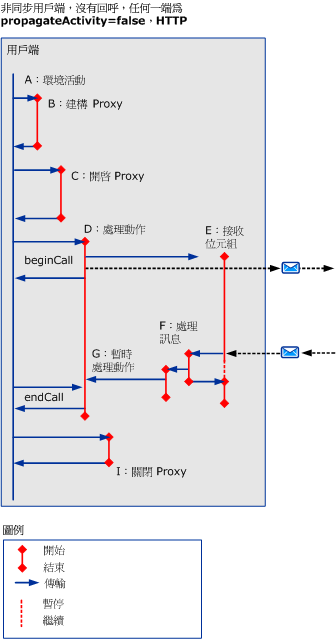 非同步用戶端，沒有回呼，任何一端為
propagateActivity=false，HTTP
用戶端
A：環境活動
B：建構 Proxy
C：開啓 Proxy
D：處理動作
E：接收
位元組
beginCall
F：處理
訊息
G：暫時
處理動作
endCall
I：關閉 Proxy
圖例
開始
結束
傳輸
暫停
繼續